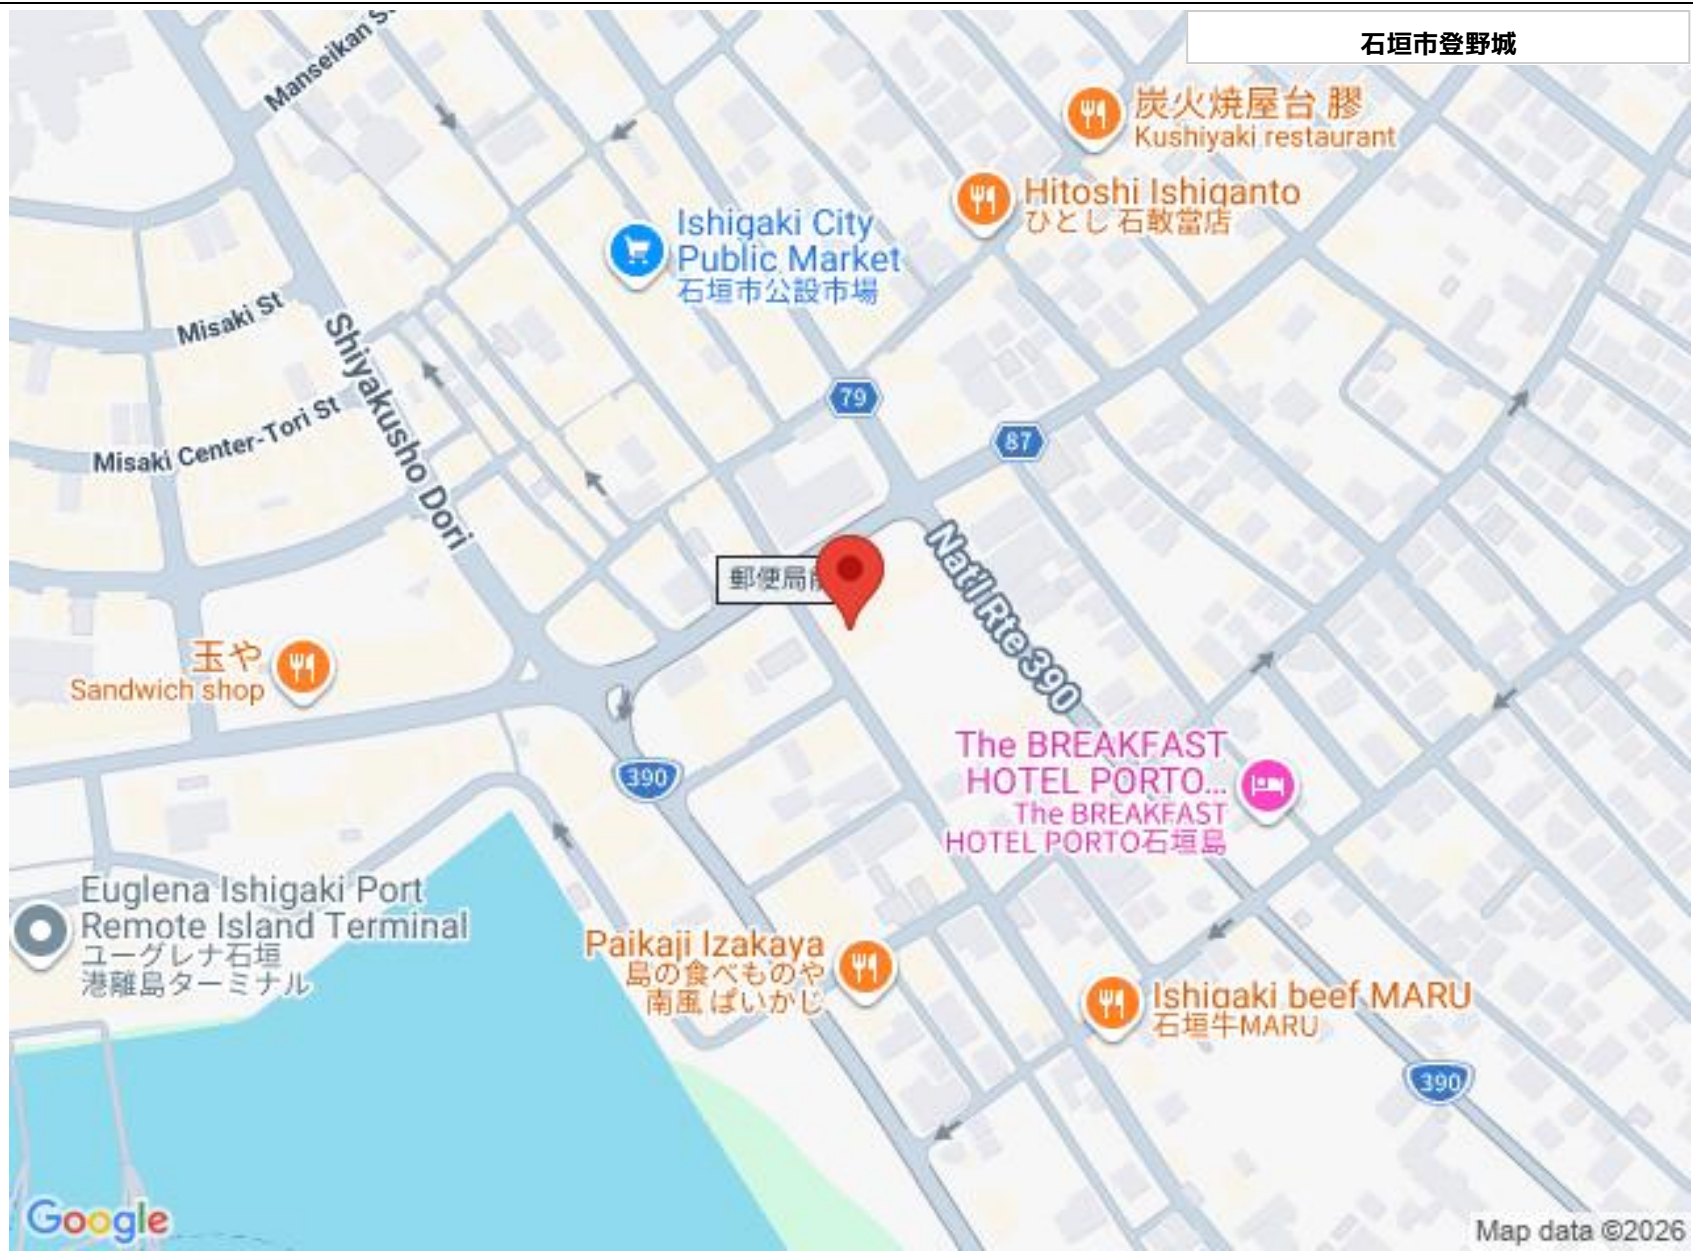 石垣市登野城
Manseikan St
炭火焼屋台 膠
Kushiyaki restaurant
Hitoshi Ishiganto
ひとし 石敢當店
Ishigaki City
Public Market
石垣市公設市場
Misaki St
Shiyakusho Dori
79
Misaki Center-Tori St
87
Nat'l Rte 390
郵便局
玉や
Sandwich shop
390
The BREAKFAST
HOTEL PORTO...
The BREAKFAST
HOTEL PORTO石垣島
Euglena Ishigaki Port
Remote Island Terminal
ユーグレナ石垣
港離島ターミナル
Paikaji Izakaya
島の食べものや
南風 ぱいかじ
Ishigaki beef MARU
石垣牛MARU
390
Google
Map data ©2026